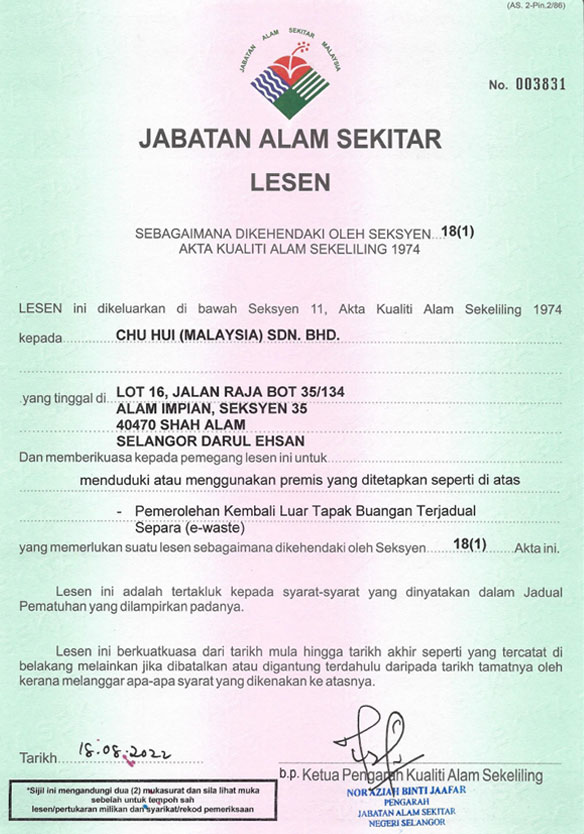 (AS. 2-Pin.2/86)
JABATAN ALAM SEKITAR MALAYSIA
No. 003831
JABATAN ALAM SEKITAR
LESEN
SEBAGAIMANA DIKEHENDAKI OLEH SEKSYEN...18(1)
AKTA KUALITI ALAM SEKELILING 1974
LESEN ini dikeluarkan di bawah Seksyen 11, Akta Kualiti Alam Sekeliling 1974
kepada CHU HUI (MALAYSIA) SDN. BHD.
yang tinggal di LOT 16, JALAN RAJA BOT 35/134
ALAM IMPIAN, SEKSYEN 35
40470 SHAH ALAM
SELANGOR DARUL EHSAN
Dan memberikuasa kepada pemegang lesen ini untuk
menduduki atau menggunakan premis yang ditetapkan seperti di atas
- Pemerolehan Kembali Luar Tapak Buangan Terjadual
Separa (e-waste)
yang memerlukan suatu lesen sebagaimana dikehendaki oleh Seksyen 18(1) Akta ini.
Lesen ini adalah tertakluk kepada syarat-syarat yang dinyatakan dalam Jadual
Pematuhan yang dilampirkan padanya.
Lesen ini berkuatkuasa dari tarikh mula hingga tarikh akhir seperti yang tercatat di
belakang melainkan jika dibatalkan atau digantung terdahulu daripada tarikh tamatnya oleh
kerana melanggar apa-apa syarat yang dikenakan ke atasnya.
Tarikh 18.08.2022
b.p. Ketua Pengarah Kualiti Alam Sekeliling
NORAZIAH BINTI JAAFAR
PENGARAH
JABATAN ALAM SEKITAR
NEGERI SELANGOR
*Sijil ini mengandungi dua (2) mukasurat dan sila lihat muka
sebelah untuk tempoh sah
lesen/pertukaran milikan dan syarikat/rekod pemeriksaan